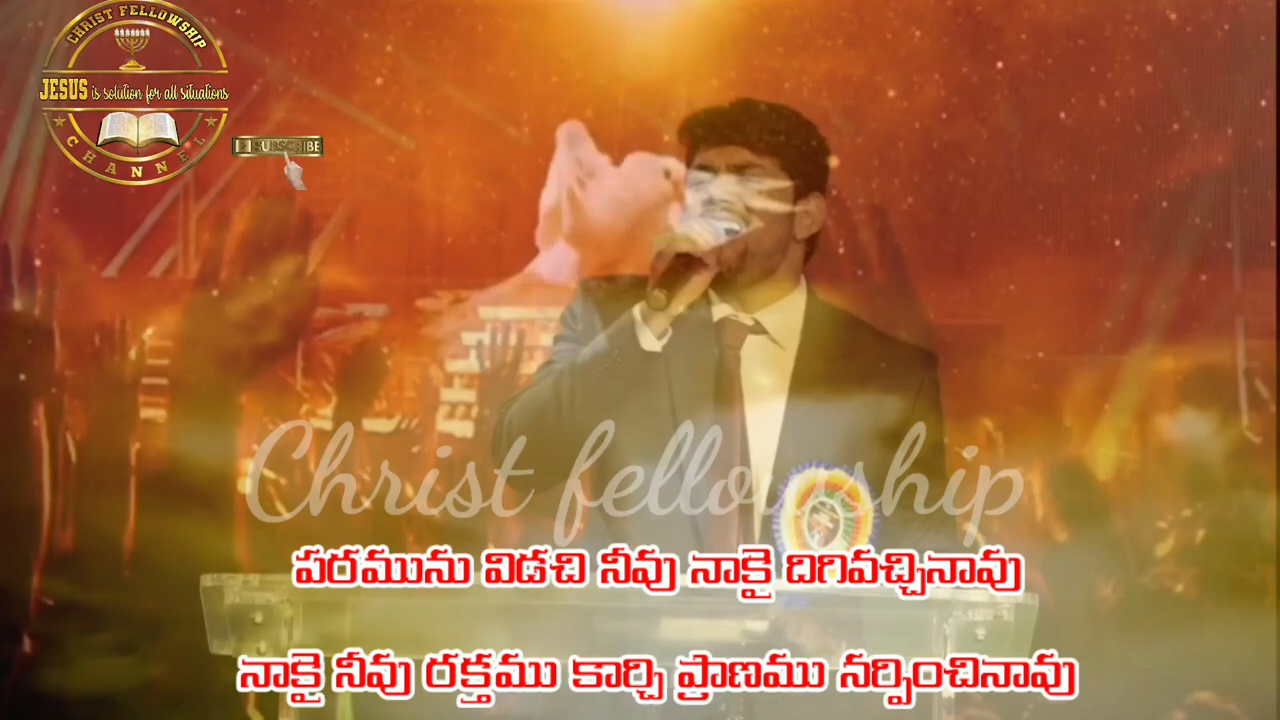 CHRIST FELLOWSHIP
JESUS is solution for all situations
CHANNEL
SUBSCRIBE
Christ fellowship
పరమును విడచి నీవు నాకై దిగివచ్చినావు
నాకై నీవు రక్తము కార్చి ప్రాణము నర్పించినావు